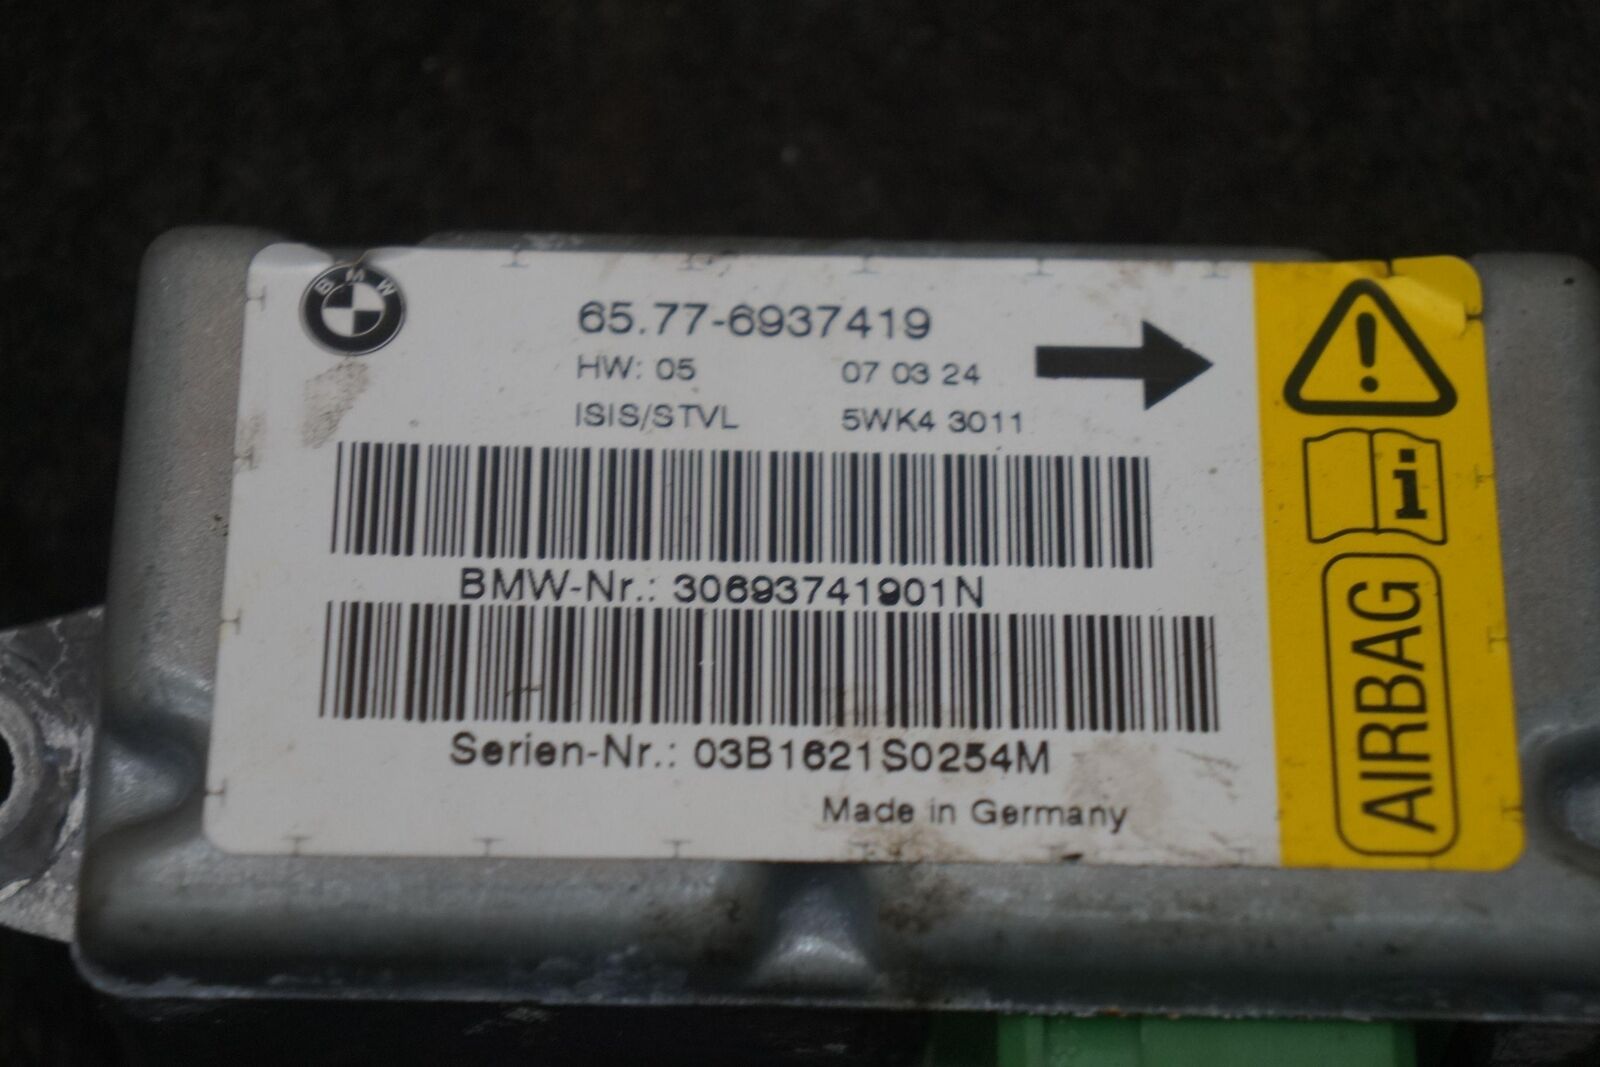 BMW
65.77-6937419
HW: 05 07 03 24
ISIS/STVL 5WK4 3011
BMW-Nr.: 30693741901N
Serien-Nr.: 03B1621S0254M
Made in Germany
!
i
AIRBAG